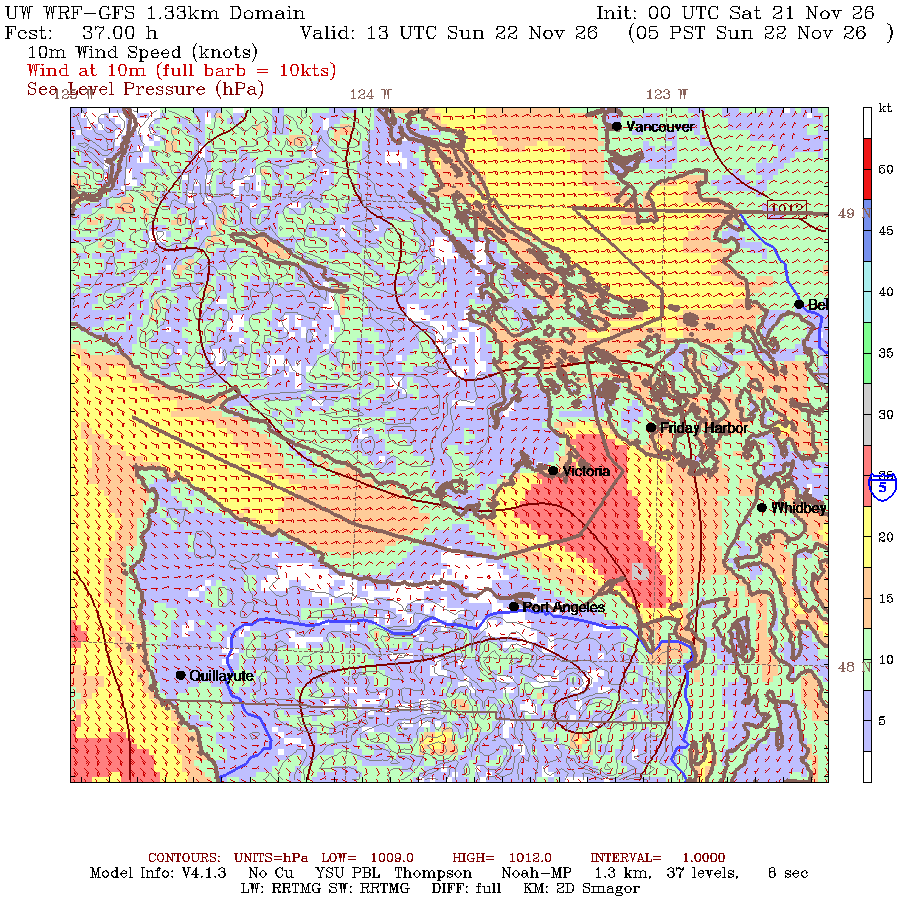 UW WRF-GFS 1.33km Domain Init: 00 UTC Sat 21 Nov 26
Fcst: 37.00 h Valid: 13 UTC Sun 22 Nov 26 (05 PST Sun 22 Nov 26 )
10m Wind Speed (knots)
Wind at 10m (full barb = 10kts)
Sea Level Pressure (hPa)
124 W 123 W
kt
Vancouver
60
1012
49 N
45
40
Bel
35
30
Friday Harbor
Victoria
25
5
Whidbey
20
15
Port Angeles
10
48 N
Quillayute
5
CONTOURS: UNITS=hPa LOW= 1009.0 HIGH= 1012.0 INTERVAL= 1.0000
Model Info: V4.1.3 No Cu YSU PBL Thompson Noah-MP 1.3 km, 37 levels, 8 sec
LW: RRTMG SW: RRTMG DIFF: full KM: 2D Smagor